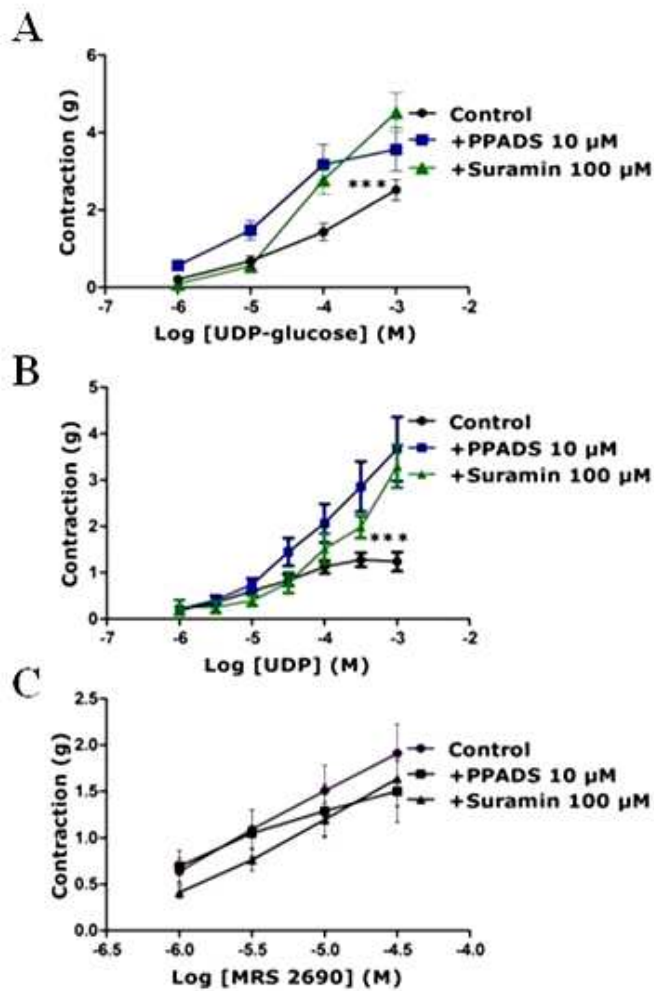 A
Contraction (g)
6
4
2
0
-7 -6 -5 -4 -3 -2
Log [UDP-glucose] (M)
Control
+PPADS 10 µM
+Suramin 100 µM
***
B
Contraction (g)
5
4
3
2
1
0
-7 -6 -5 -4 -3 -2
Log [UDP] (M)
Control
+PPADS 10 µM
+Suramin 100 µM
***
C
Contraction (g)
2.5
2.0
1.5
1.0
0.5
0.0
-6.5 -6.0 -5.5 -5.0 -4.5 -4.0
Log [MRS 2690] (M)
Control
+PPADS 10 µM
+Suramin 100 µM